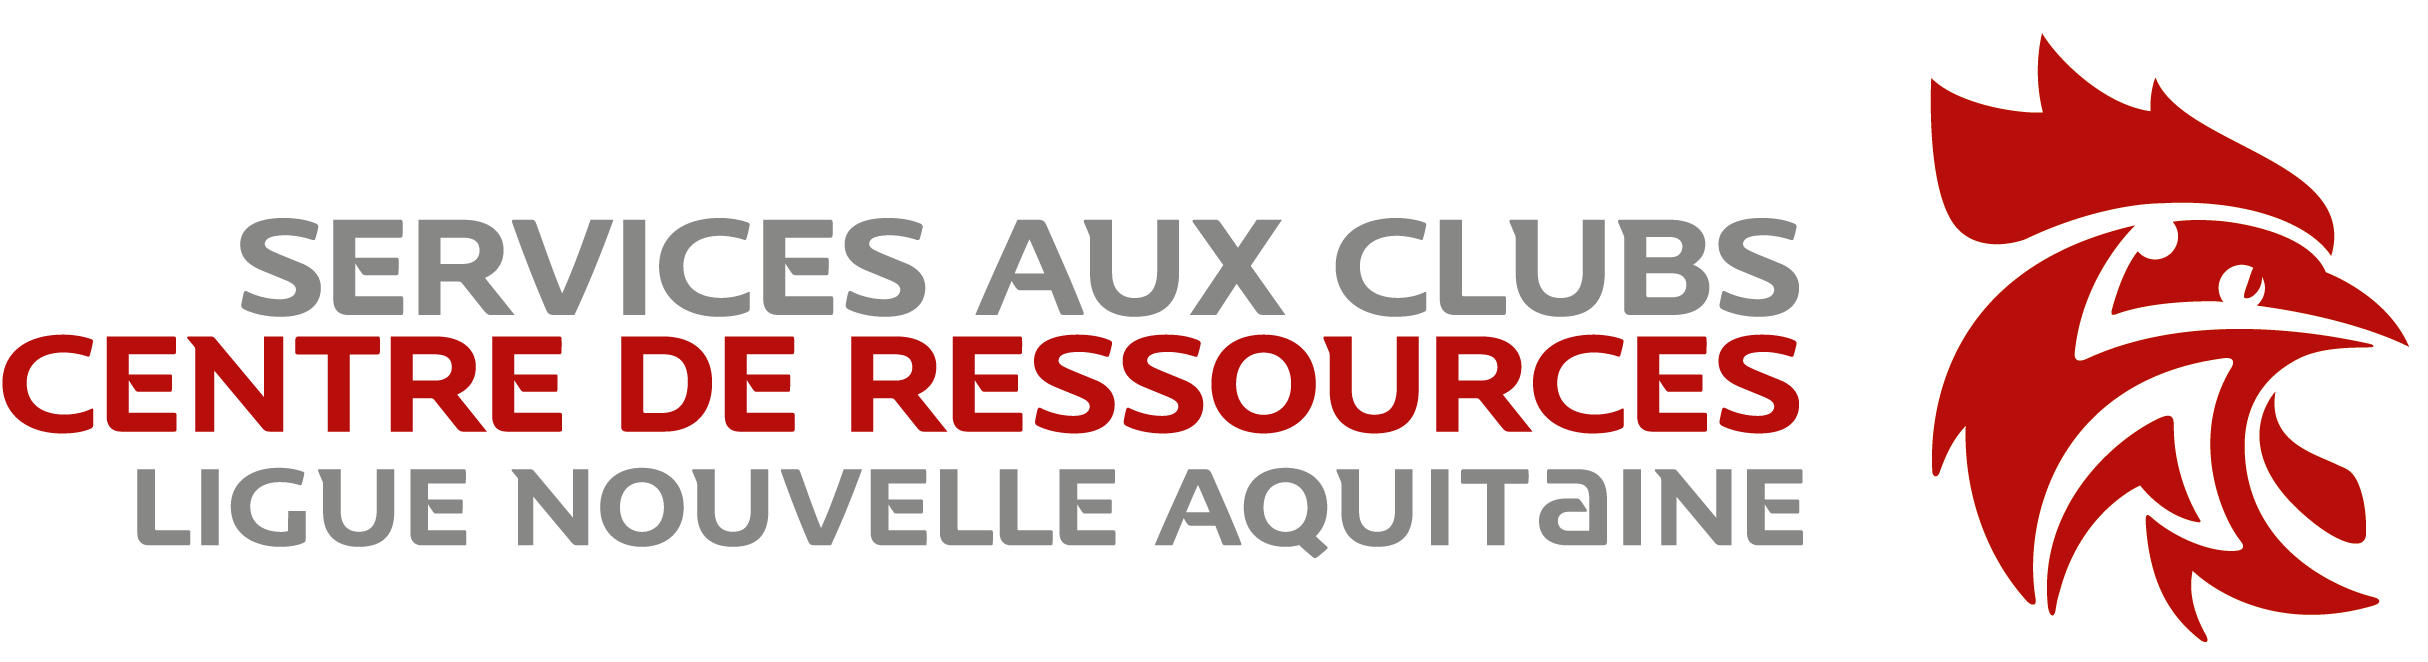 SERVICES AUX CLUBS
CENTRE DE RESSOURCES
LIGUE NOUVELLE AQUITaINE